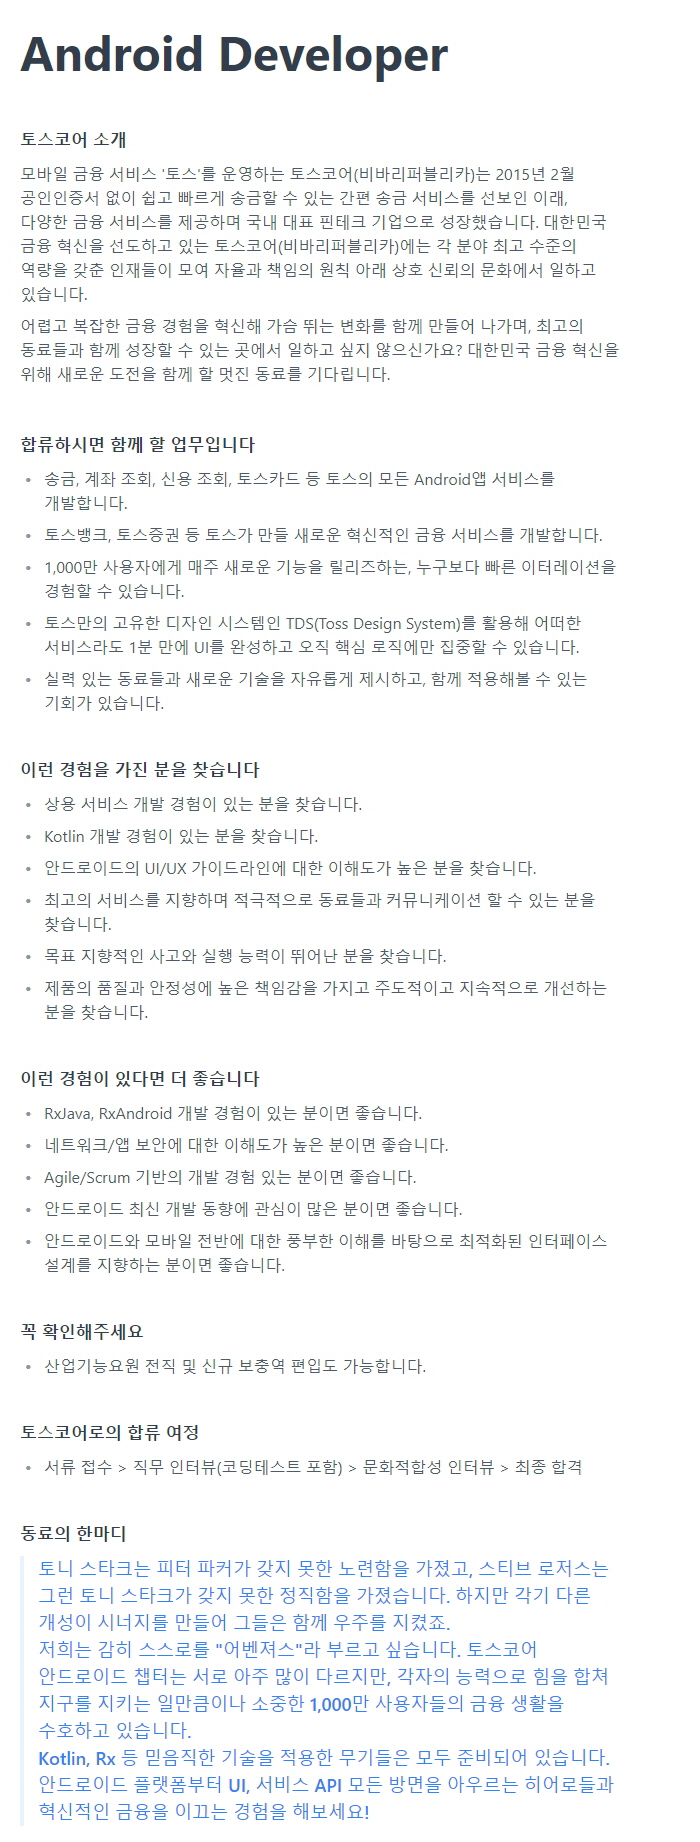 Android Developer
토스코어 소개
모바일 금융 서비스 '토스'를 운영하는 토스코어(비바리퍼블리카)는 2015년 2월
공인인증서 없이 쉽고 빠르게 송금할 수 있는 간편 송금 서비스를 선보인 이래,
다양한 금융 서비스를 제공하며 국내 대표 핀테크 기업으로 성장했습니다. 대한민국
금융 혁신을 선도하고 있는 토스코어(비바리퍼블리카)에는 각 분야 최고 수준의
역량을 갖춘 인재들이 모여 자율과 책임의 원칙 아래 상호 신뢰의 문화에서 일하고
있습니다.
어렵고 복잡한 금융 경험을 혁신해 가슴 뛰는 변화를 함께 만들어 나가며, 최고의
동료들과 함께 성장할 수 있는 곳에서 일하고 싶지 않으신가요? 대한민국 금융 혁신을
위해 새로운 도전을 함께 할 멋진 동료를 기다립니다.
합류하시면 함께 할 업무입니다
• 송금, 계좌 조회, 신용 조회, 토스카드 등 토스의 모든 Android앱 서비스를
개발합니다.
• 토스뱅크, 토스증권 등 토스가 만들 새로운 혁신적인 금융 서비스를 개발합니다.
• 1,000만 사용자에게 매주 새로운 기능을 릴리즈하는, 누구보다 빠른 이터레이션을
경험할 수 있습니다.
• 토스만의 고유한 디자인 시스템인 TDS(Toss Design System)를 활용해 어떠한
서비스라도 1분 만에 UI를 완성하고 오직 핵심 로직에만 집중할 수 있습니다.
• 실력 있는 동료들과 새로운 기술을 자유롭게 제시하고, 함께 적용해볼 수 있는
기회가 있습니다.
이런 경험을 가진 분을 찾습니다
• 상용 서비스 개발 경험이 있는 분을 찾습니다.
• Kotlin 개발 경험이 있는 분을 찾습니다.
• 안드로이드의 UI/UX 가이드라인에 대한 이해도가 높은 분을 찾습니다.
• 최고의 서비스를 지향하며 적극적으로 동료들과 커뮤니케이션 할 수 있는 분을
찾습니다.
• 목표 지향적인 사고와 실행 능력이 뛰어난 분을 찾습니다.
• 제품의 품질과 안정성에 높은 책임감을 가지고 주도적이고 지속적으로 개선하는
분을 찾습니다.
이런 경험이 있다면 더 좋습니다
• RxJava, RxAndroid 개발 경험이 있는 분이면 좋습니다.
• 네트워크/앱 보안에 대한 이해도가 높은 분이면 좋습니다.
• Agile/Scrum 기반의 개발 경험 있는 분이면 좋습니다.
• 안드로이드 최신 개발 동향에 관심이 많은 분이면 좋습니다.
• 안드로이드와 모바일 전반에 대한 풍부한 이해를 바탕으로 최적화된 인터페이스
설계를 지향하는 분이면 좋습니다.
꼭 확인해주세요
• 산업기능요원 전직 및 신규 보충역 편입도 가능합니다.
토스코어로의 합류 여정
• 서류 접수 > 직무 인터뷰(코딩테스트 포함) > 문화적합성 인터뷰 > 최종 합격
동료의 한마디
토니 스타크는 피터 파커가 갖지 못한 노련함을 가졌고, 스티브 로저스는
그런 토니 스타크가 갖지 못한 정직함을 가졌습니다. 하지만 각기 다른
개성이 시너지를 만들어 그들은 함께 우주를 지켰죠.
저희는 감히 스스로를 "어벤져스"라 부르고 싶습니다. 토스코어
안드로이드 챕터는 서로 아주 많이 다르지만, 각자의 능력으로 힘을 합쳐
지구를 지키는 일만큼이나 소중한 1,000만 사용자들의 금융 생활을
수호하고 있습니다.
Kotlin, Rx 등 믿음직한 기술을 적용한 무기들은 모두 준비되어 있습니다.
안드로이드 플랫폼부터 UI, 서비스 API 모든 방면을 아우르는 히어로들과
혁신적인 금융을 이끄는 경험을 해보세요!